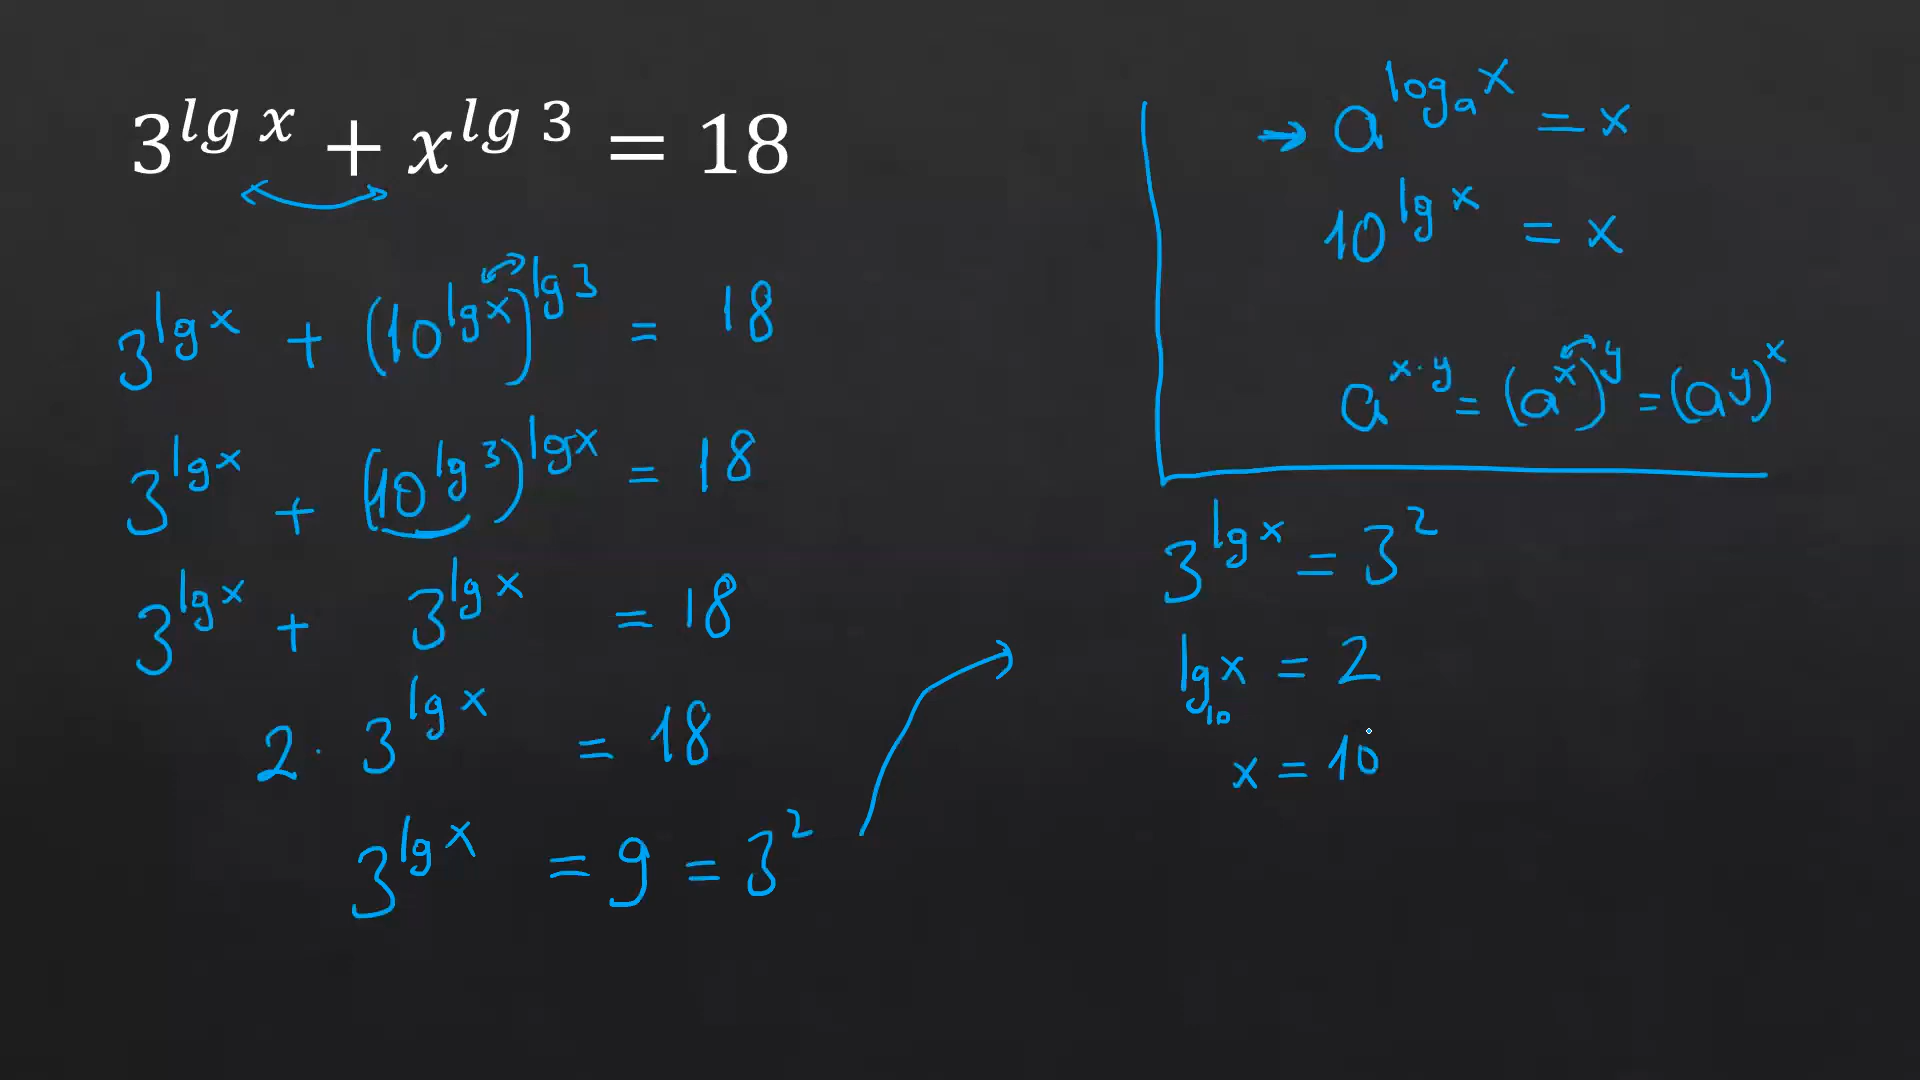 3^{lg x} + x^{lg 3} = 18
3^{lg x} + (10^{lg x})^{lg 3} = 18
3^{lg x} + (10^{lg 3})^{lg x} = 18
3^{lg x} + 3^{lg x} = 18
2 · 3^{lg x} = 18
3^{lg x} = 9 = 3^2
→ a^{log_a x} = x
10^{lg x} = x
a^{x·y} = (a^x)^y = (a^y)^x
3^{lg x} = 3^2
lg_{10} x = 2
x = 10